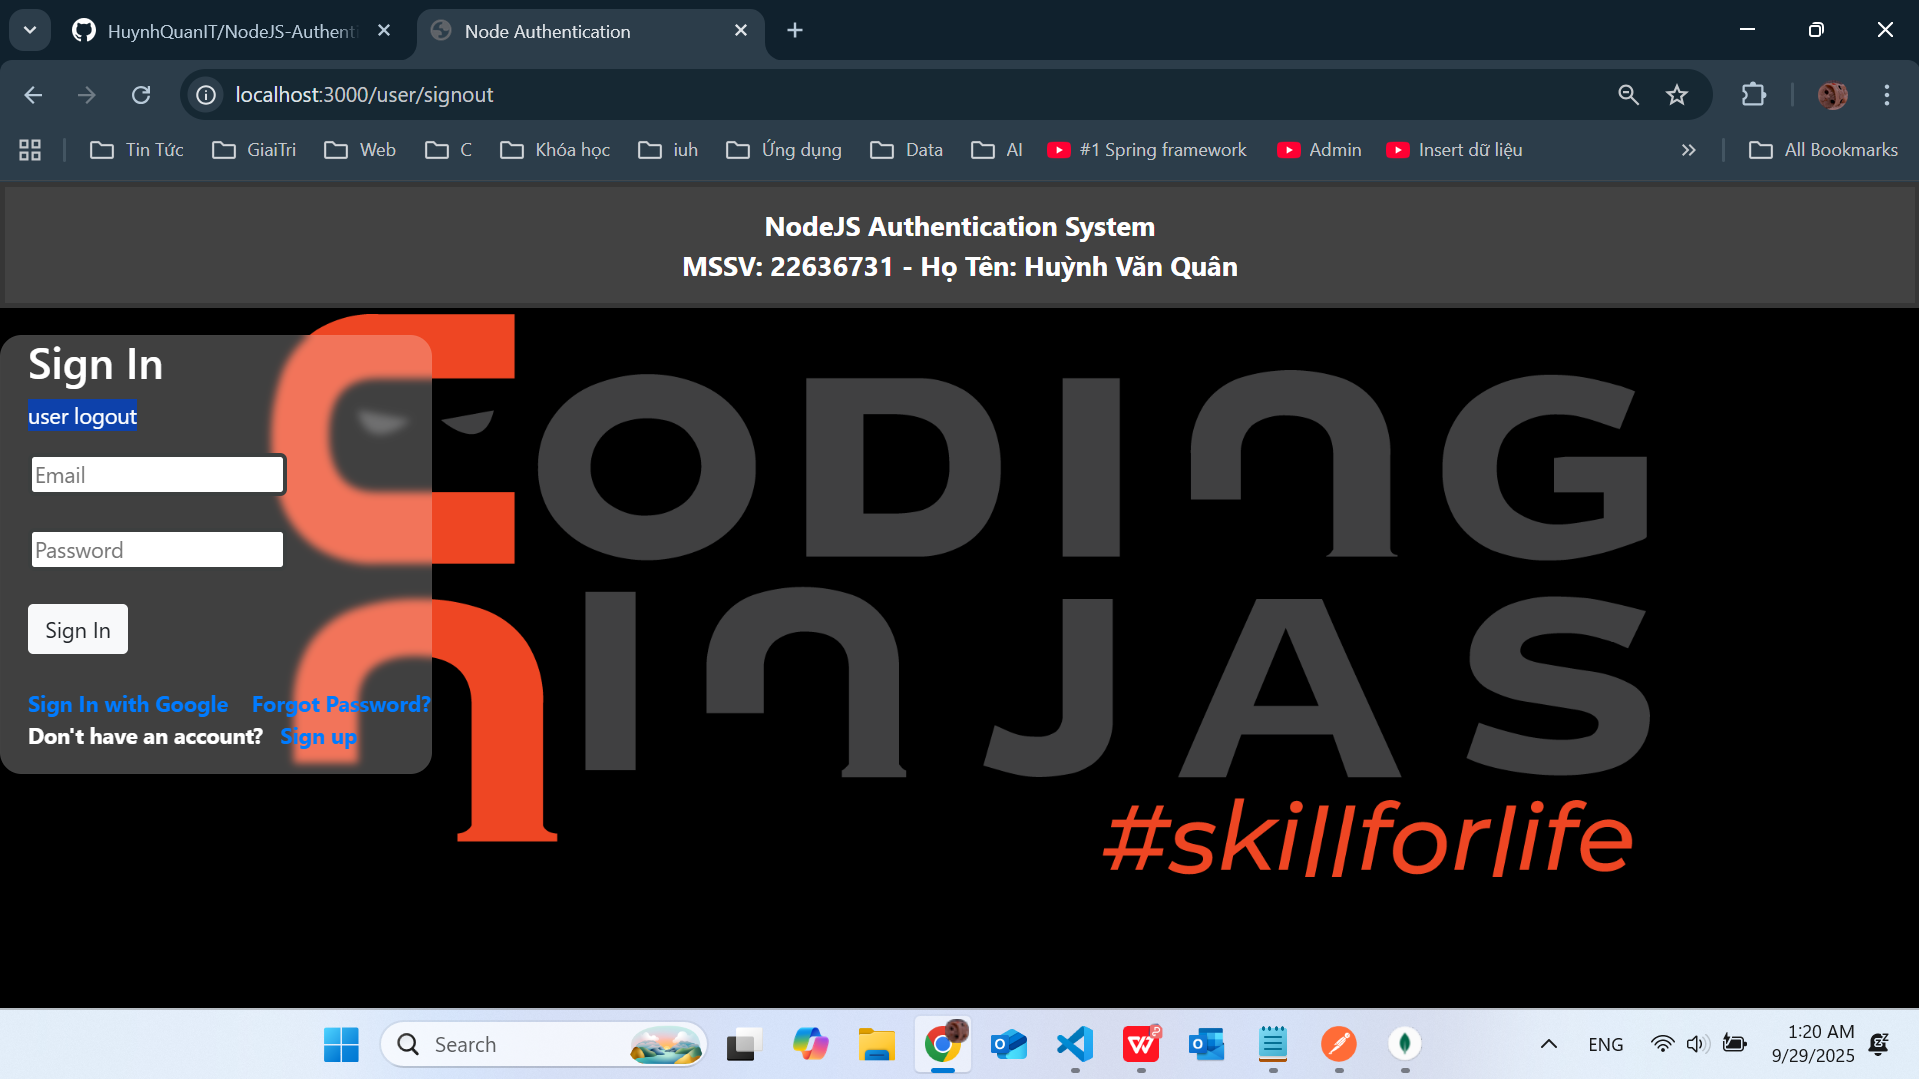 HuynhQuanIT/NodeJS-Authenti
Node Authentication
localhost:3000/user/signout
Tin Tức
GiaiTri
Web
C
Khóa học
iuh
Ứng dụng
Data
AI
#1 Spring framework
Admin
Insert dữ liệu
All Bookmarks
NodeJS Authentication System
MSSV: 22636731 - Họ Tên: Huỳnh Văn Quân
Sign In
user logout
Email
Password
Sign In
Sign In with Google Forgot Password?
Don't have an account? Sign up
CODING
NINJAS
#skillforlife
Search
ENG
1:20 AM
9/29/2025